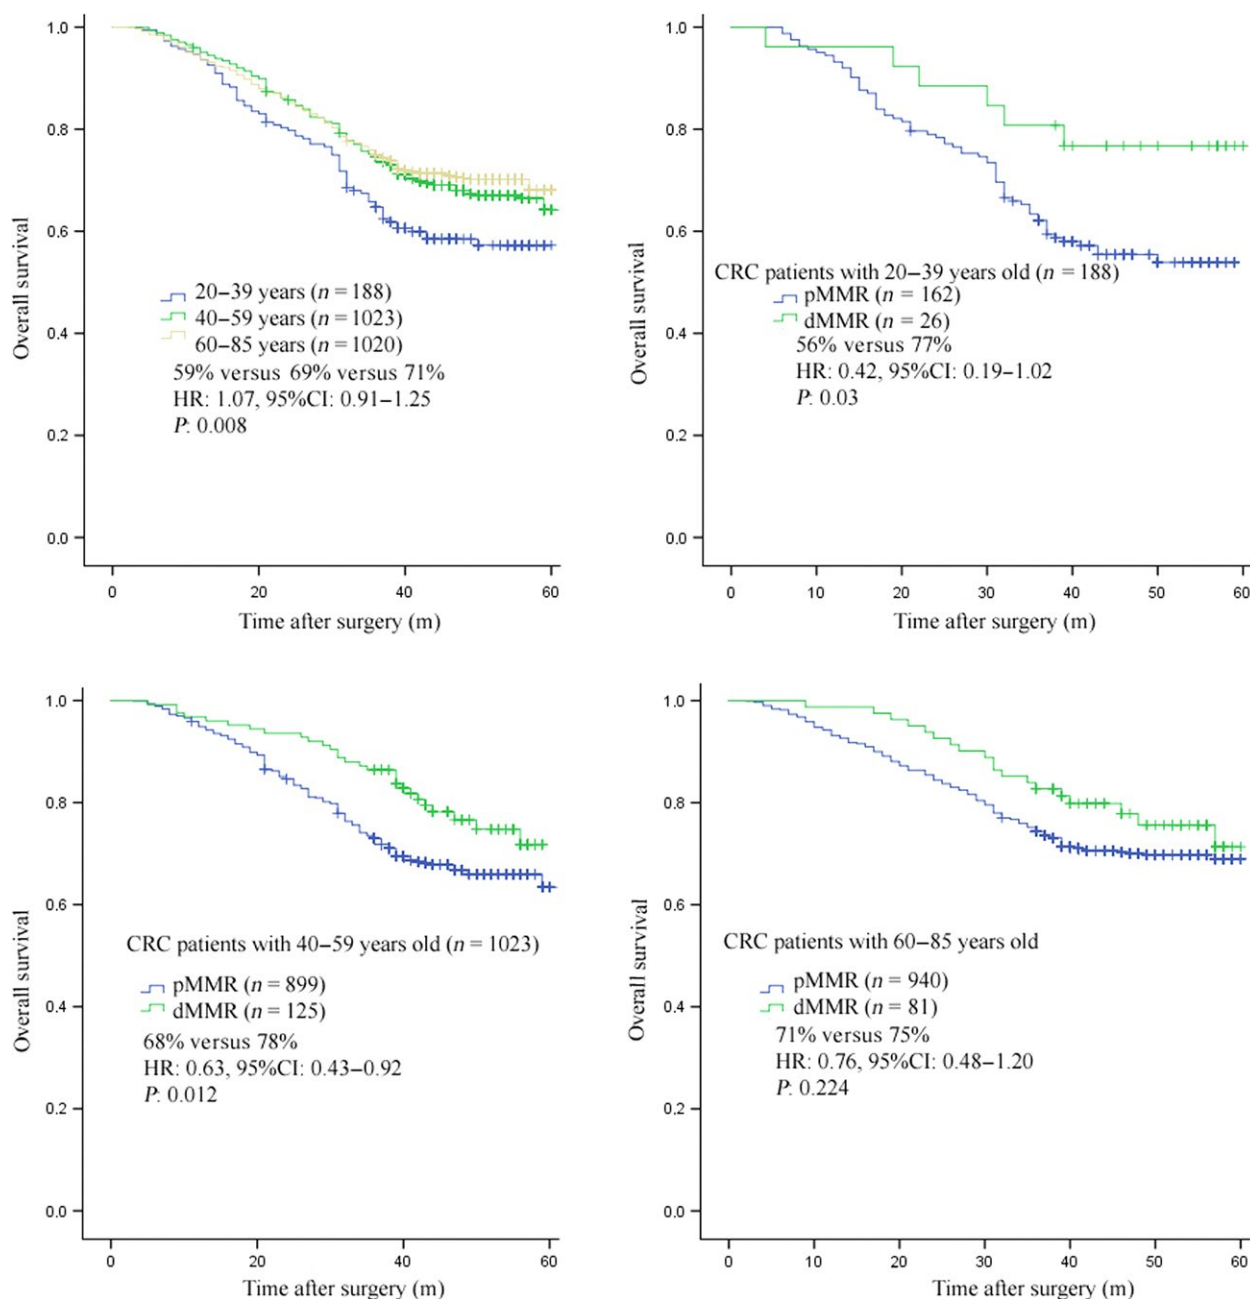 1.0
0.8
0.6
0.4
0.2
0.0
Overall survival
20–39 years (n = 188)
40–59 years (n = 1023)
60–85 years (n = 1020)
59% versus 69% versus 71%
HR: 1.07, 95%CI: 0.91–1.25
P: 0.008
0 20 40 60
Time after surgery (m)
1.0
0.8
0.6
0.4
0.2
0.0
Overall survival
CRC patients with 20–39 years old (n = 188)
pMMR (n = 162)
dMMR (n = 26)
56% versus 77%
HR: 0.42, 95%CI: 0.19–1.02
P: 0.03
0 10 20 30 40 50 60
Time after surgery (m)
1.0
0.8
0.6
0.4
0.2
0.0
Overall survival
CRC patients with 40–59 years old (n = 1023)
pMMR (n = 899)
dMMR (n = 125)
68% versus 78%
HR: 0.63, 95%CI: 0.43–0.92
P: 0.012
0 20 40 60
Time after surgery (m)
1.0
0.8
0.6
0.4
0.2
0.0
Overall survival
CRC patients with 60–85 years old
pMMR (n = 940)
dMMR (n = 81)
71% versus 75%
HR: 0.76, 95%CI: 0.48–1.20
P: 0.224
0 10 20 30 40 50 60
Time after surgery (m)